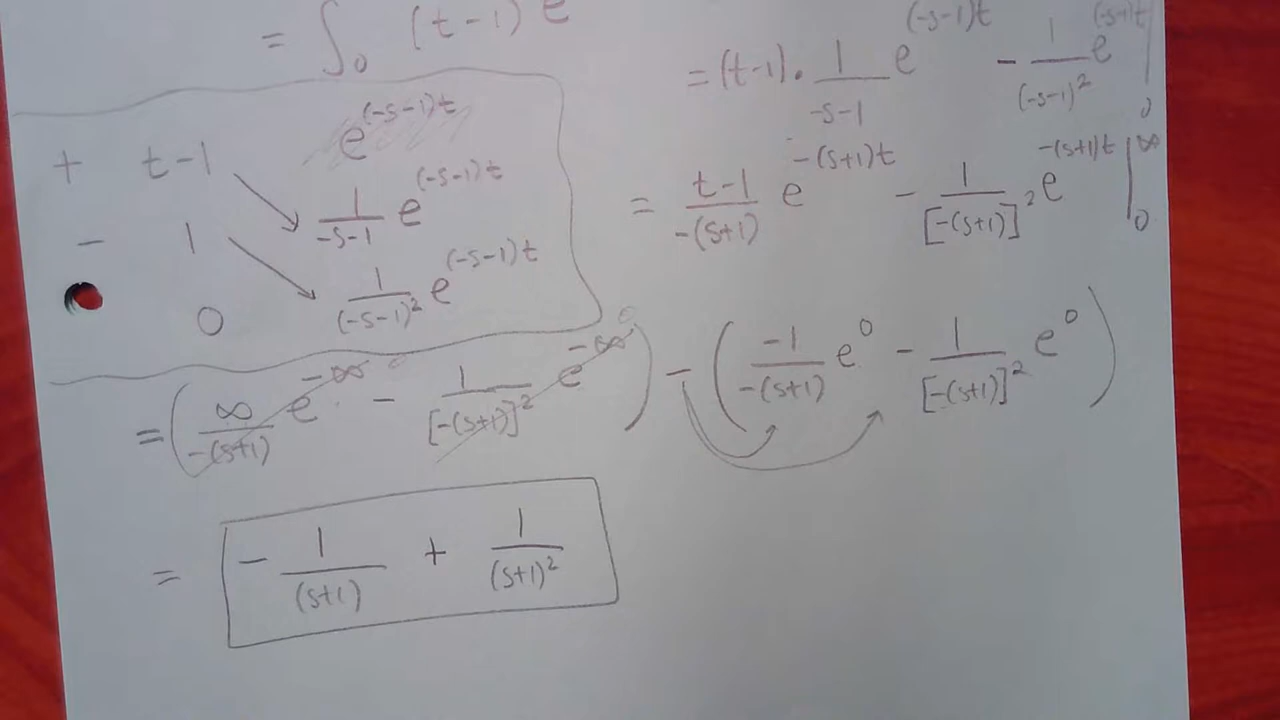 = ∫₀ (t-1) e
+ t-1 e^{(-s-1)t}
- 1 1/(-s-1) e^{(-s-1)t}
0 1/(-s-1)² e^{(-s-1)t}
= (t-1) · 1/(-s-1) e^{(-s-1)t} - 1/(-s-1)² e^{(-s-1)t} |₀
= (t-1)/(-(s+1)) e^{-(s+1)t} - 1/[-(s+1)]² e^{-(s+1)t} |₀^∞
= (∞/(-(s+1)) e^{-∞} 0 - 1/[-(s+1)]² e^{-∞} 0) - (-1/(-(s+1)) e⁰ - 1/[-(s+1)]² e⁰)
= - 1/(s+1) + 1/(s+1)²